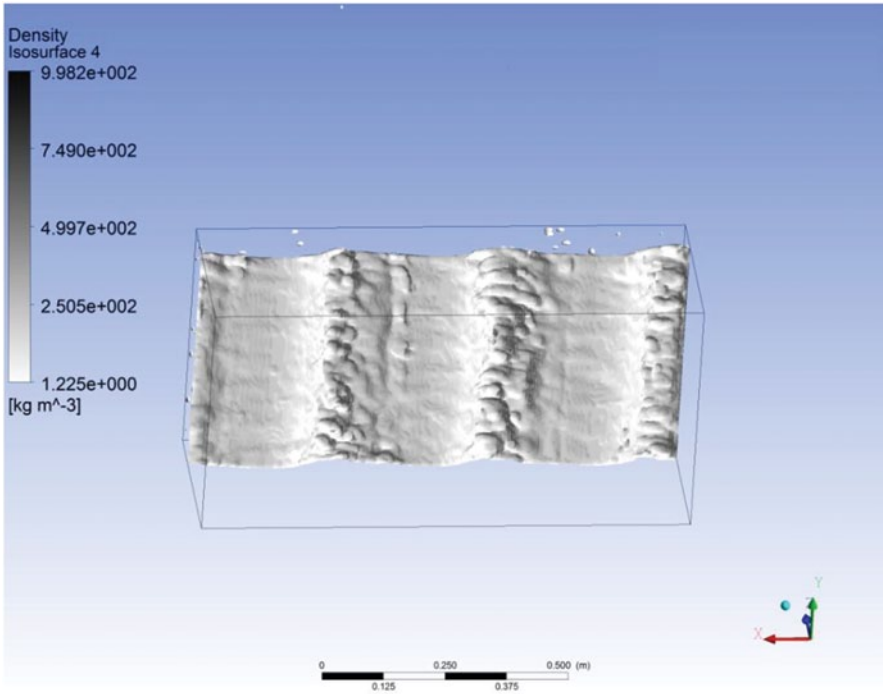 Density
Isosurface 4
9.982e+002
7.490e+002
4.997e+002
2.505e+002
1.225e+000
[kg m^-3]
Y
Z
X
0 0.250 0.500 (m)
0.125 0.375